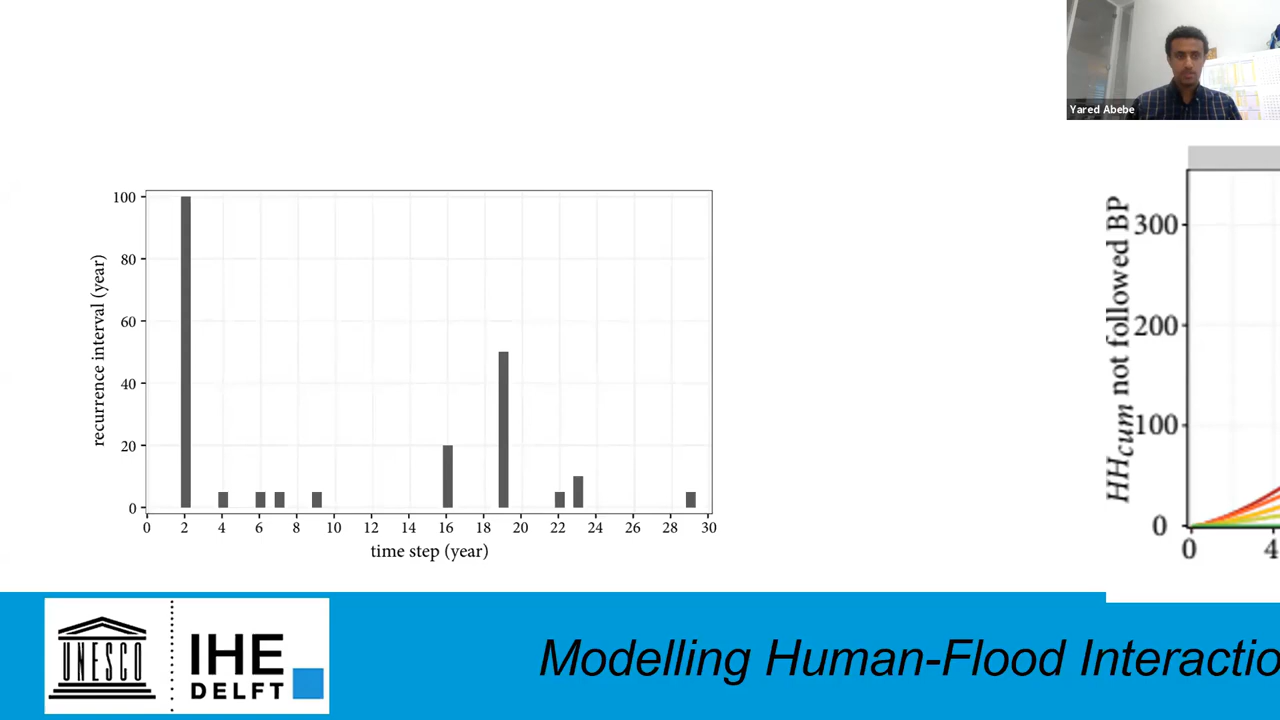 Yared Abebe
100
80
60
40
20
0
recurrence interval (year)
0 2 4 6 8 10 12 14 16 18 20 22 24 26 28 30
time step (year)
HHcum not followed BP
300
200
100
0
0 4
UNESCO
IHE
DELFT
Modelling Human-Flood Interactio